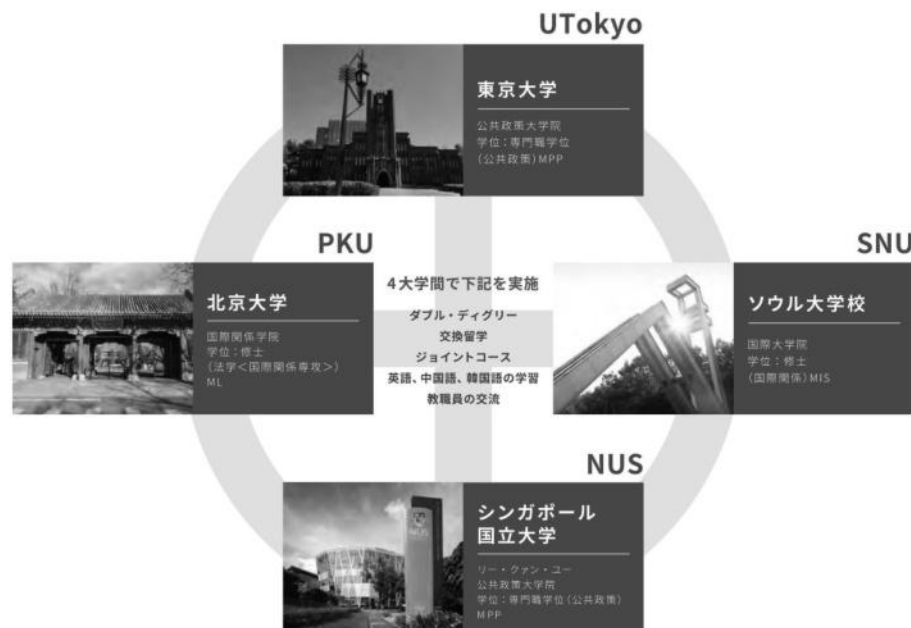 UTokyo
東京大学
公共政策大学院
学位：専門職学位
（公共政策）MPP
PKU
北京大学
国際関係学院
学位：修士
（法学＜国際関係専攻＞）
ML
4大学間で下記を実施
ダブル・ディグリー
交換留学
ジョイントコース
英語、中国語、韓国語の学習
教職員の交流
SNU
ソウル大学校
国際大学院
学位：修士
（国際関係）MIS
NUS
シンガポール
国立大学
リー・クァン・ユー
公共政策大学院
学位：専門職学位（公共政策）
MPP
NUS